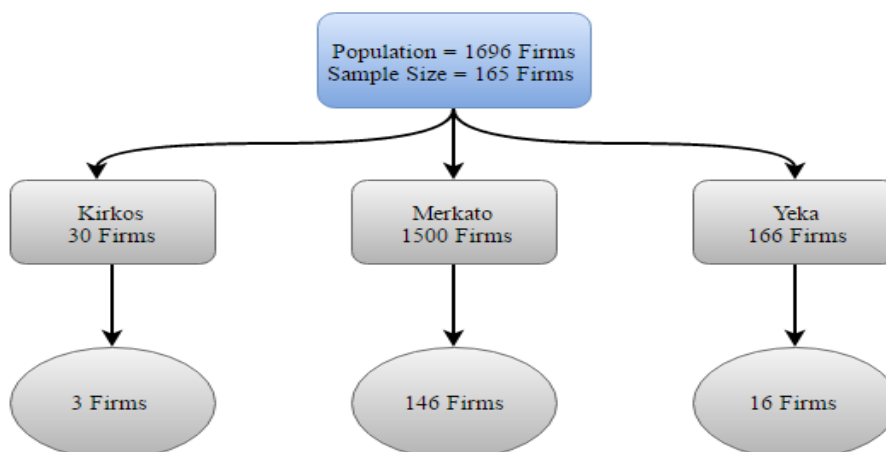 Population = 1696 Firms
Sample Size = 165 Firms
Kirkos
30 Firms
Merkato
1500 Firms
Yeka
166 Firms
3 Firms
146 Firms
16 Firms